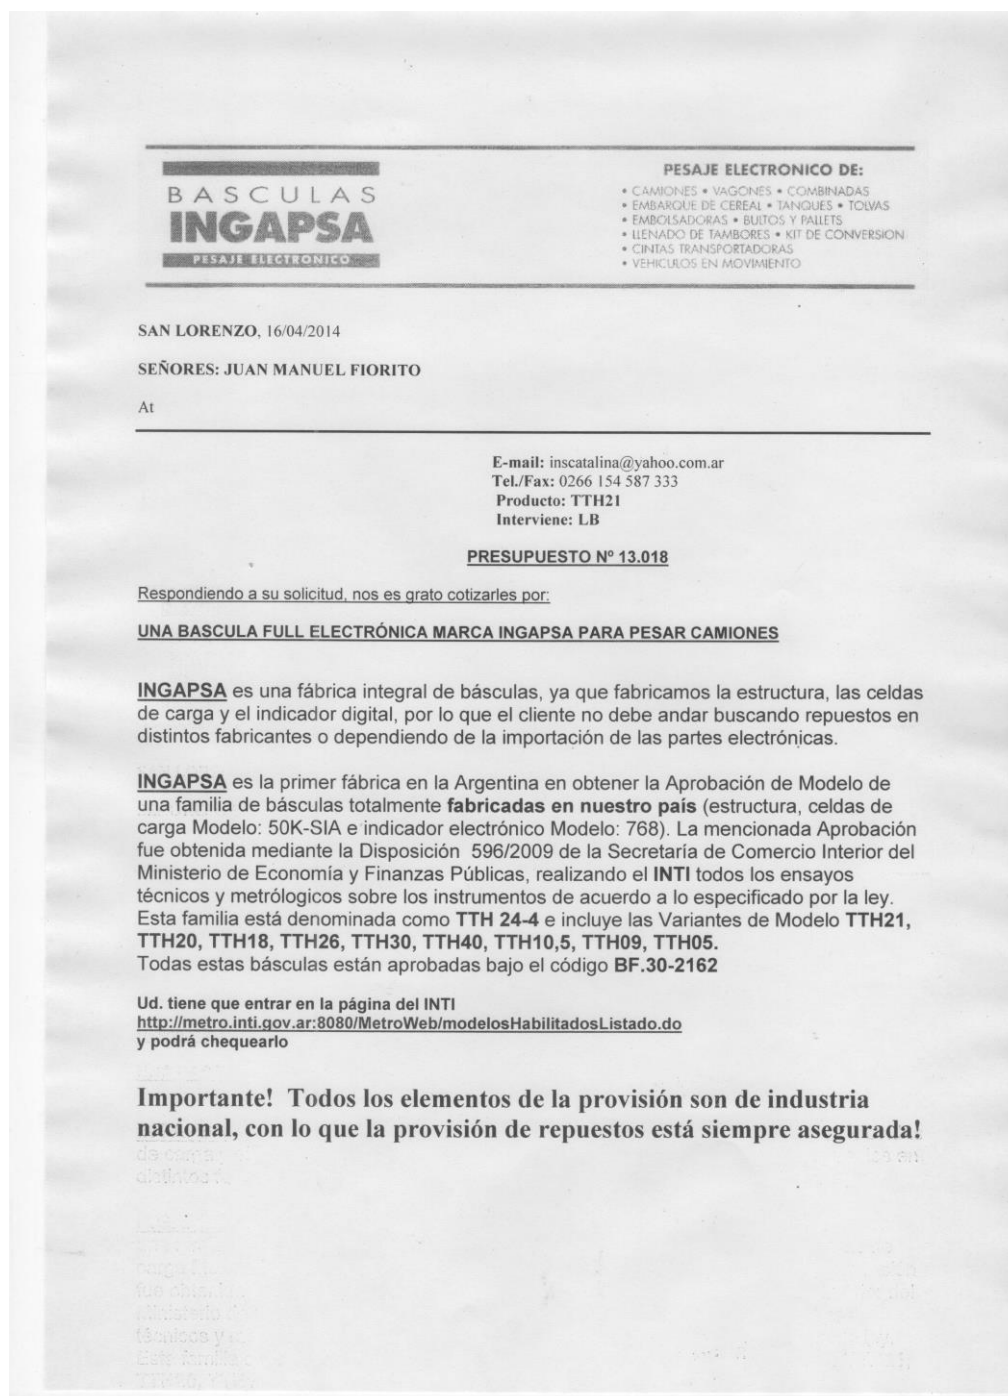 BASCULAS
INGAPSA
PESAJE ELECTRONICO
PESAJE ELECTRONICO DE:
• CAMIONES • VAGONES • COMBINADAS
• EMBARQUE DE CEREAL • TANQUES • TOLVAS
• EMBOLSADORAS • BULTOS Y PALLETS
• LLENADO DE TAMBORES • KIT DE CONVERSION
• CINTAS TRANSPORTADORAS
• VEHICULOS EN MOVIMIENTO
SAN LORENZO, 16/04/2014
SEÑORES: JUAN MANUEL FIORITO
At
E-mail: inscatalina@yahoo.com.ar
Tel./Fax: 0266 154 587 333
Producto: TTH21
Interviene: LB
PRESUPUESTO Nº 13.018
Respondiendo a su solicitud, nos es grato cotizarles por:
UNA BASCULA FULL ELECTRÓNICA MARCA INGAPSA PARA PESAR CAMIONES
INGAPSA es una fábrica integral de básculas, ya que fabricamos la estructura, las celdas
de carga y el indicador digital, por lo que el cliente no debe andar buscando repuestos en
distintos fabricantes o dependiendo de la importación de las partes electrónicas.
INGAPSA es la primer fábrica en la Argentina en obtener la Aprobación de Modelo de
una familia de básculas totalmente fabricadas en nuestro país (estructura, celdas de
carga Modelo: 50K-SIA e indicador electrónico Modelo: 768). La mencionada Aprobación
fue obtenida mediante la Disposición 596/2009 de la Secretaría de Comercio Interior del
Ministerio de Economía y Finanzas Públicas, realizando el INTI todos los ensayos
técnicos y metrólogicos sobre los instrumentos de acuerdo a lo especificado por la ley.
Esta familia está denominada como TTH 24-4 e incluye las Variantes de Modelo TTH21,
TTH20, TTH18, TTH26, TTH30, TTH40, TTH10,5, TTH09, TTH05.
Todas estas básculas están aprobadas bajo el código BF.30-2162
Ud. tiene que entrar en la página del INTI
http://metro.inti.gov.ar:8080/MetroWeb/modelosHabilitadosListado.do
y podrá chequearlo
Importante! Todos los elementos de la provisión son de industria
nacional, con lo que la provisión de repuestos está siempre asegurada!